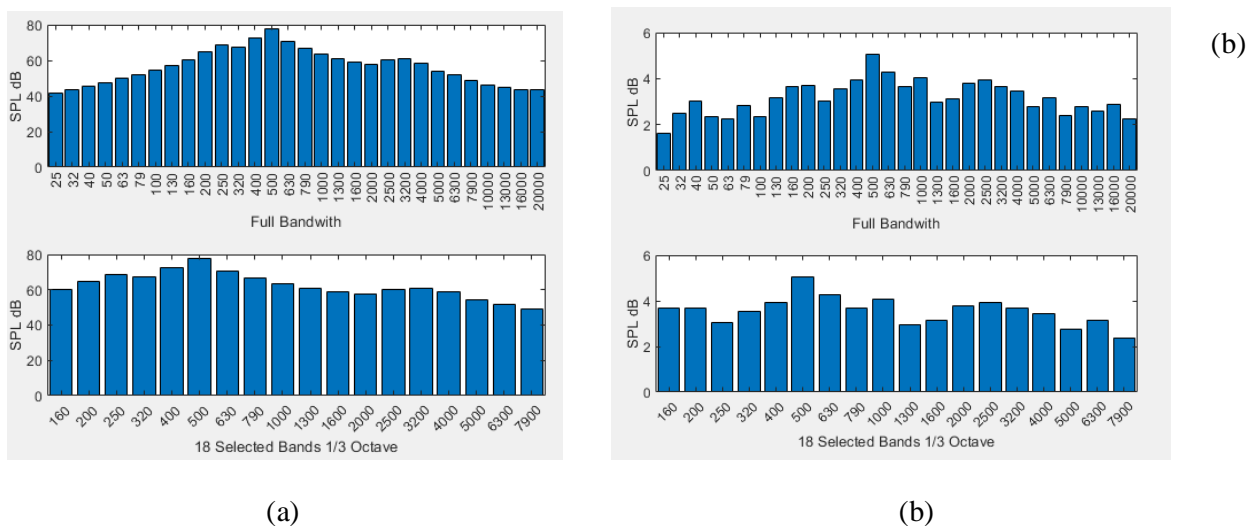 80
60
40
20
0
SPL dB
25 32 40 50 63 79 100 130 160 200 250 320 400 500 630 790 1000 1300 1600 2000 2500 3200 4000 5000 6300 7900 10000 13000 16000 20000
Full Bandwith
80
60
40
20
0
SPL dB
160 200 250 320 400 500 630 790 1000 1300 1600 2000 2500 3200 4000 5000 6300 7900
18 Selected Bands 1/3 Octave
(a)
6
4
2
0
SPL dB
25 32 40 50 63 79 100 130 160 200 250 320 400 500 630 790 1000 1300 1600 2000 2500 3200 4000 5000 6300 7900 10000 13000 16000 20000
Full Bandwith
6
4
2
0
SPL dB
160 200 250 320 400 500 630 790 1000 1300 1600 2000 2500 3200 4000 5000 6300 7900
18 Selected Bands 1/3 Octave
(b)
(b)